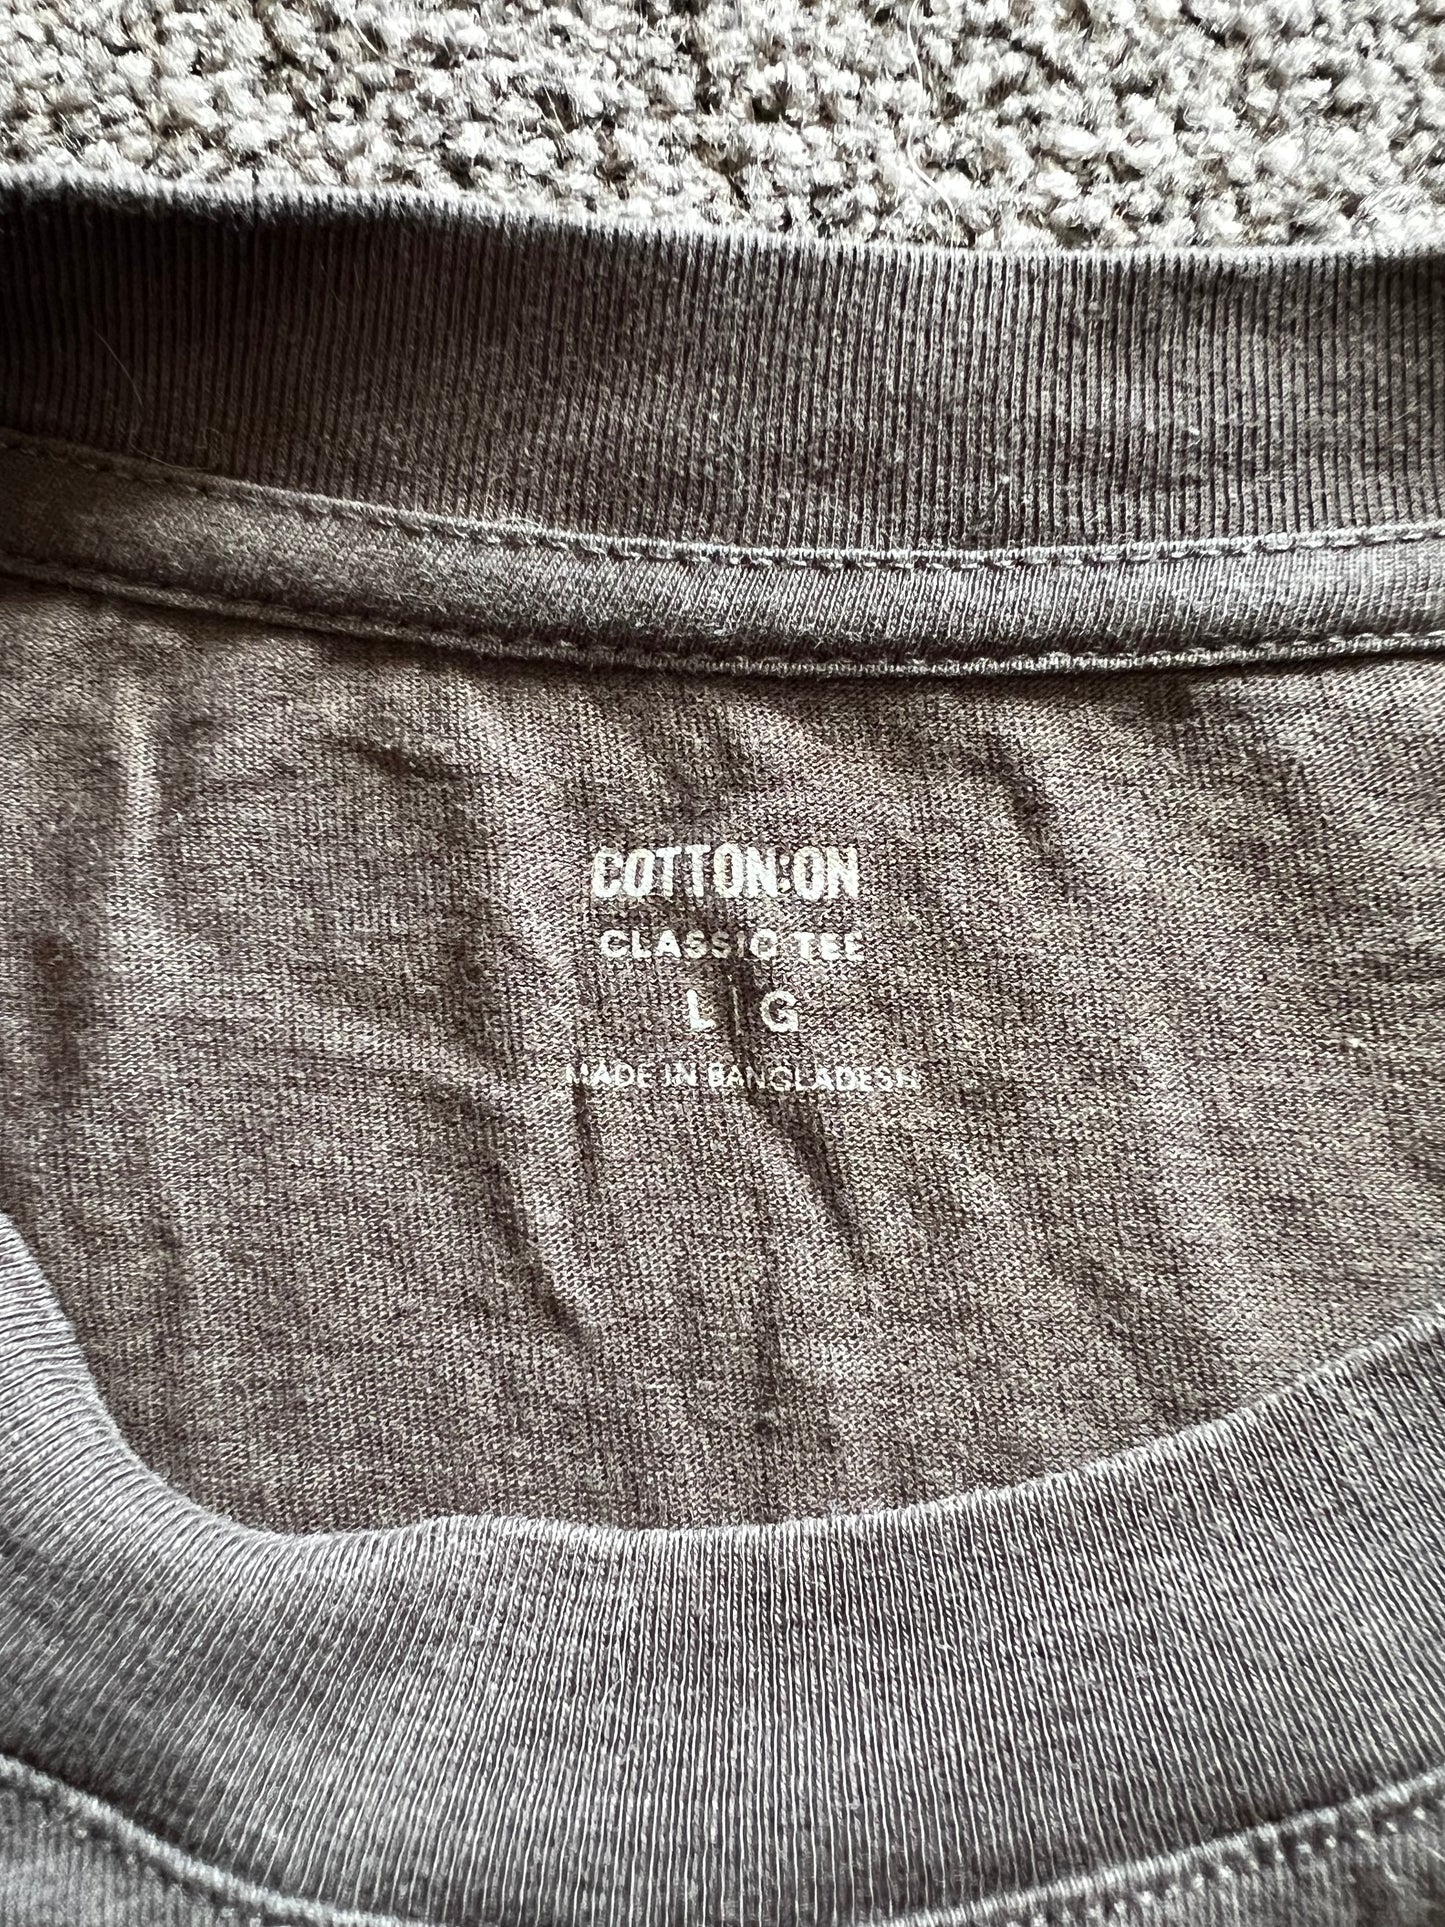 COTTON:ON
CLASSIC TEE
L | G
MADE IN BANGLADESH